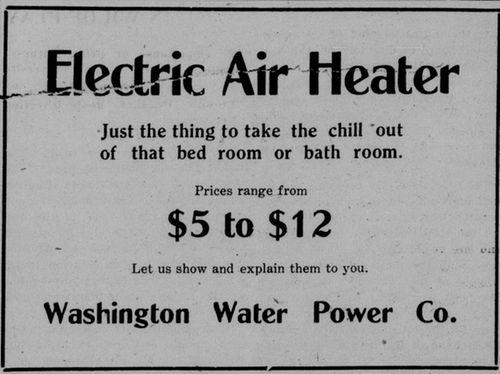 Electric Air Heater
Just the thing to take the chill out
of that bed room or bath room.
Prices range from
$5 to $12
Let us show and explain them to you.
Washington Water Power Co.